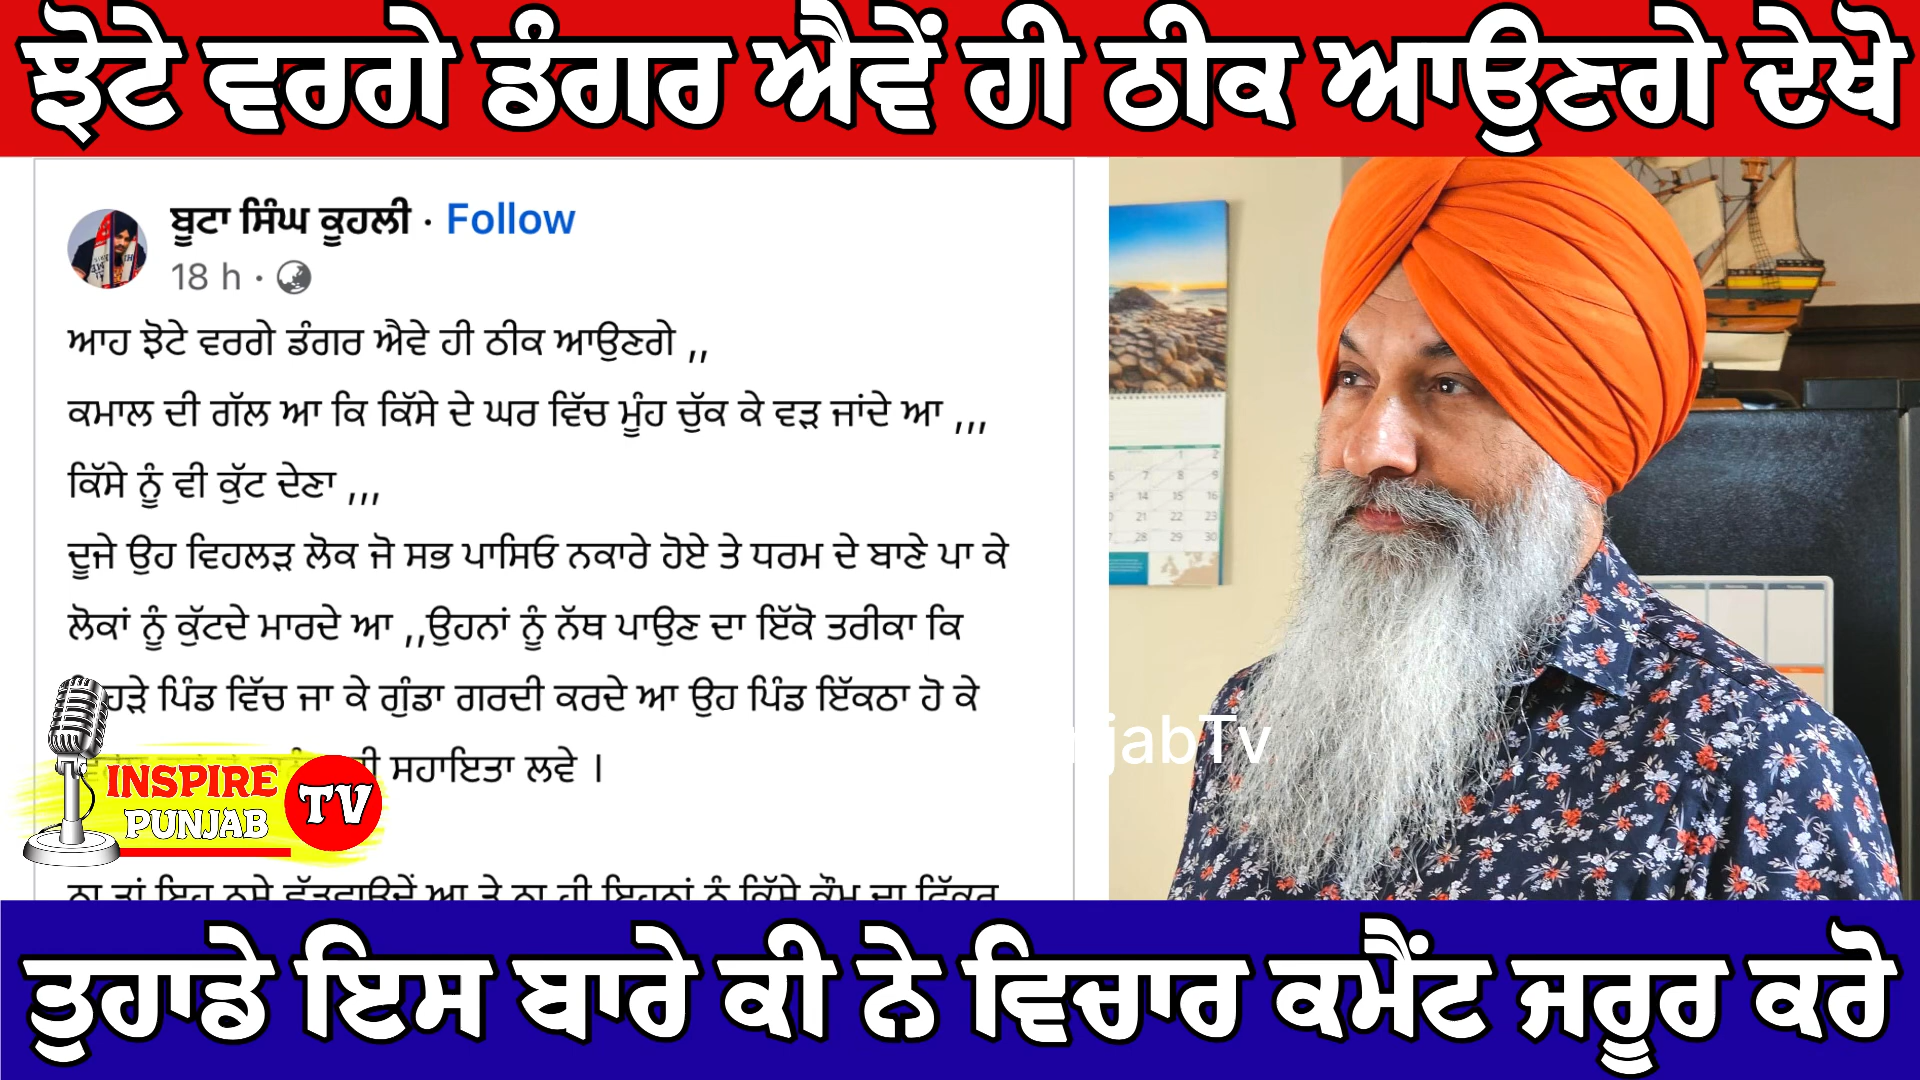 ਝੋਟੇ ਵਰਗੇ ਡੰਗਰ ਐਵੇਂ ਹੀ ਠੀਕ ਆਉਣਗੇ ਦੇਖੋ
ਬੂਟਾ ਸਿੰਘ ਕੂਹਲੀ · Follow
18 h ·
ਆਹ ਝੋਟੇ ਵਰਗੇ ਡੰਗਰ ਐਵੇ ਹੀ ਠੀਕ ਆਉਣਗੇ ,,
ਕਮਾਲ ਦੀ ਗੱਲ ਆ ਕਿ ਕਿੱਸੇ ਦੇ ਘਰ ਵਿੱਚ ਮੂੰਹ ਚੁੱਕ ਕੇ ਵੜ ਜਾਂਦੇ ਆ ,,,
ਕਿੱਸੇ ਨੂੰ ਵੀ ਕੁੱਟ ਦੇਣਾ ,,,
ਦੂਜੇ ਉਹ ਵਿਹਲੜ ਲੋਕ ਜੋ ਸਭ ਪਾਸਿਓ ਨਕਾਰੇ ਹੋਏ ਤੇ ਧਰਮ ਦੇ ਬਾਣੇ ਪਾ ਕੇ
ਲੋਕਾਂ ਨੂੰ ਕੁੱਟਦੇ ਮਾਰਦੇ ਆ ,,ਉਹਨਾਂ ਨੂੰ ਨੱਥ ਪਾਉਣ ਦਾ ਇੱਕੋ ਤਰੀਕਾ ਕਿ
ਪਿੰਡ ਵਿੱਚ ਜਾ ਕੇ ਗੁੰਡਾ ਗਰਦੀ ਕਰਦੇ ਆ ਉਹ ਪਿੰਡ ਇੱਕਠਾ ਹੋ ਕੇ
ਸਹਾਇਤਾ ਲਵੇ ।
INSPIRE
PUNJAB
TV
ਤੁਹਾਡੇ ਇਸ ਬਾਰੇ ਕੀ ਨੇ ਵਿਚਾਰ ਕਮੈਂਟ ਜਰੂਰ ਕਰੋ